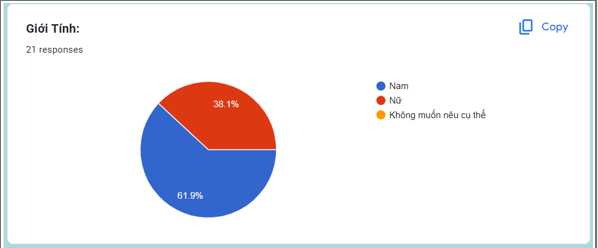 Giới Tính:
Copy
21 responses
38.1%
61.9%
Nam
Nữ
Không muốn nêu cụ thể